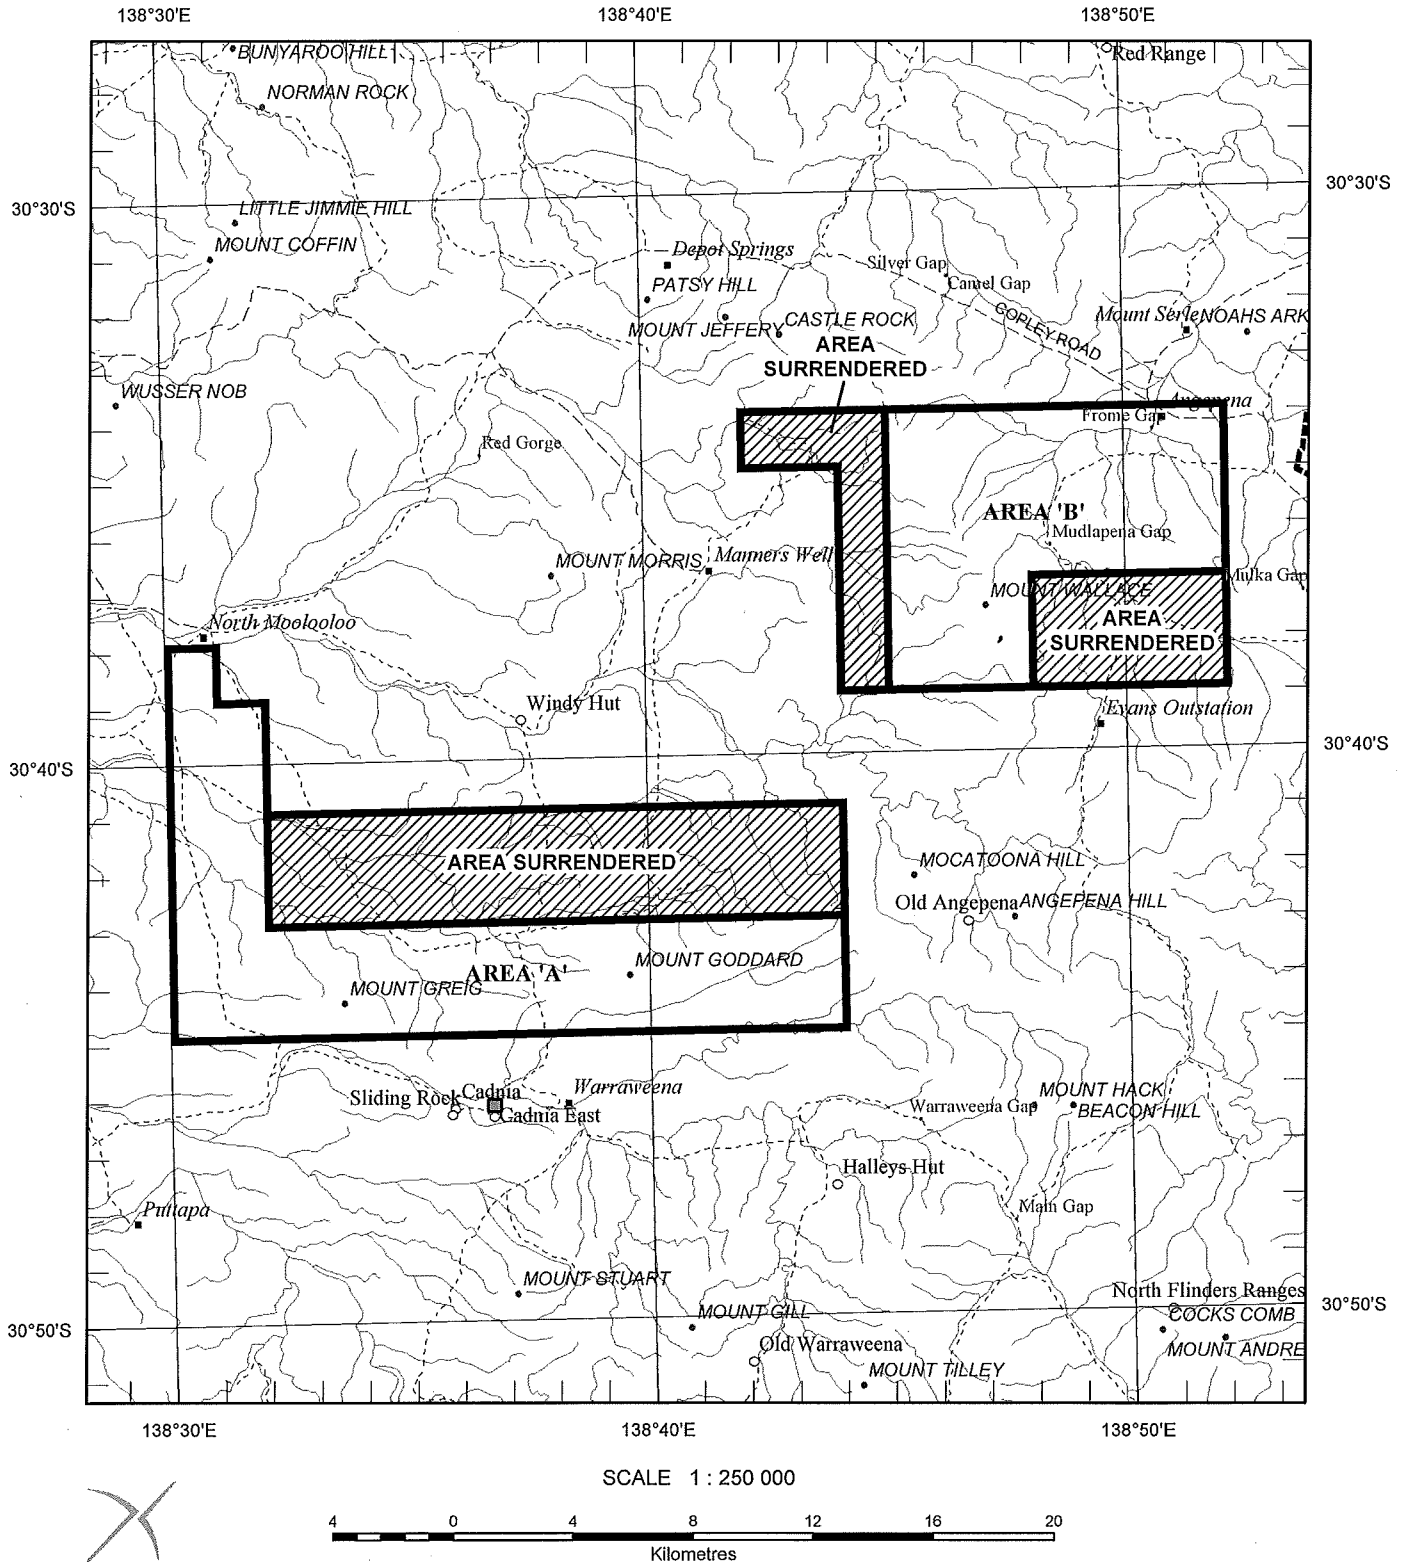 138°30'E 138°40'E 138°50'E
BUNYAROO HILL
Red Range
NORMAN ROCK
30°30'S
30°30'S
LITTLE JIMMIE HILL
MOUNT COFFIN
Depot Springs
Silver Gap
Camel Gap
PATSY HILL
MOUNT JEFFERY
CASTLE ROCK
COPLEY ROAD
Mount Serle
NOAHS ARK
AREA
SURRENDERED
WUSSER NOB
Angepena
Frome Gap
Red Gorge
AREA 'B'
Mudlapena Gap
MOUNT MORRIS
Manners Well
Mulka Gap
MOUNT WALLACE
AREA
SURRENDERED
North Moolooloo
Windy Hut
Evans Outstation
30°40'S
30°40'S
AREA SURRENDERED
MOCATOONA HILL
Old Angepena
ANGEPENA HILL
MOUNT GODDARD
AREA 'A'
MOUNT GREIG
Sliding Rock
Cadnia
Warraweena
Cadnia East
MOUNT HACK
Warraweena Gap
BEACON HILL
Halleys Hut
Main Gap
Puttapa
MOUNT STUART
North Flinders Ranges
30°50'S
30°50'S
MOUNT GILL
COCKS COMB
Old Warraweena
MOUNT ANDRE
MOUNT TILLEY
138°30'E 138°40'E 138°50'E
SCALE 1 : 250 000
4 0 4 8 12 16 20
Kilometres